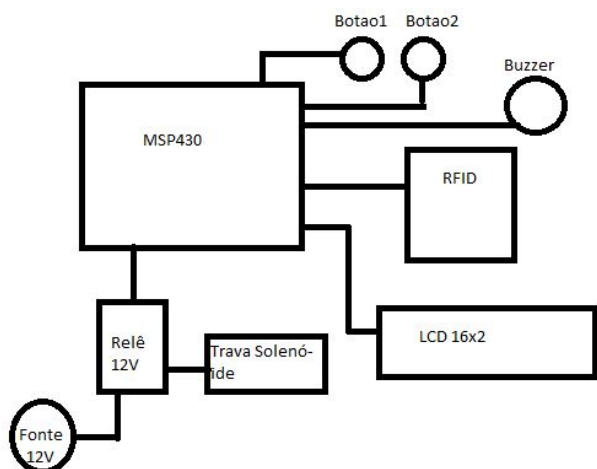 Botao1
Botao2
Buzzer
MSP430
RFID
Relê
12V
Trava Solenó-
ide
LCD 16x2
Fonte
12V